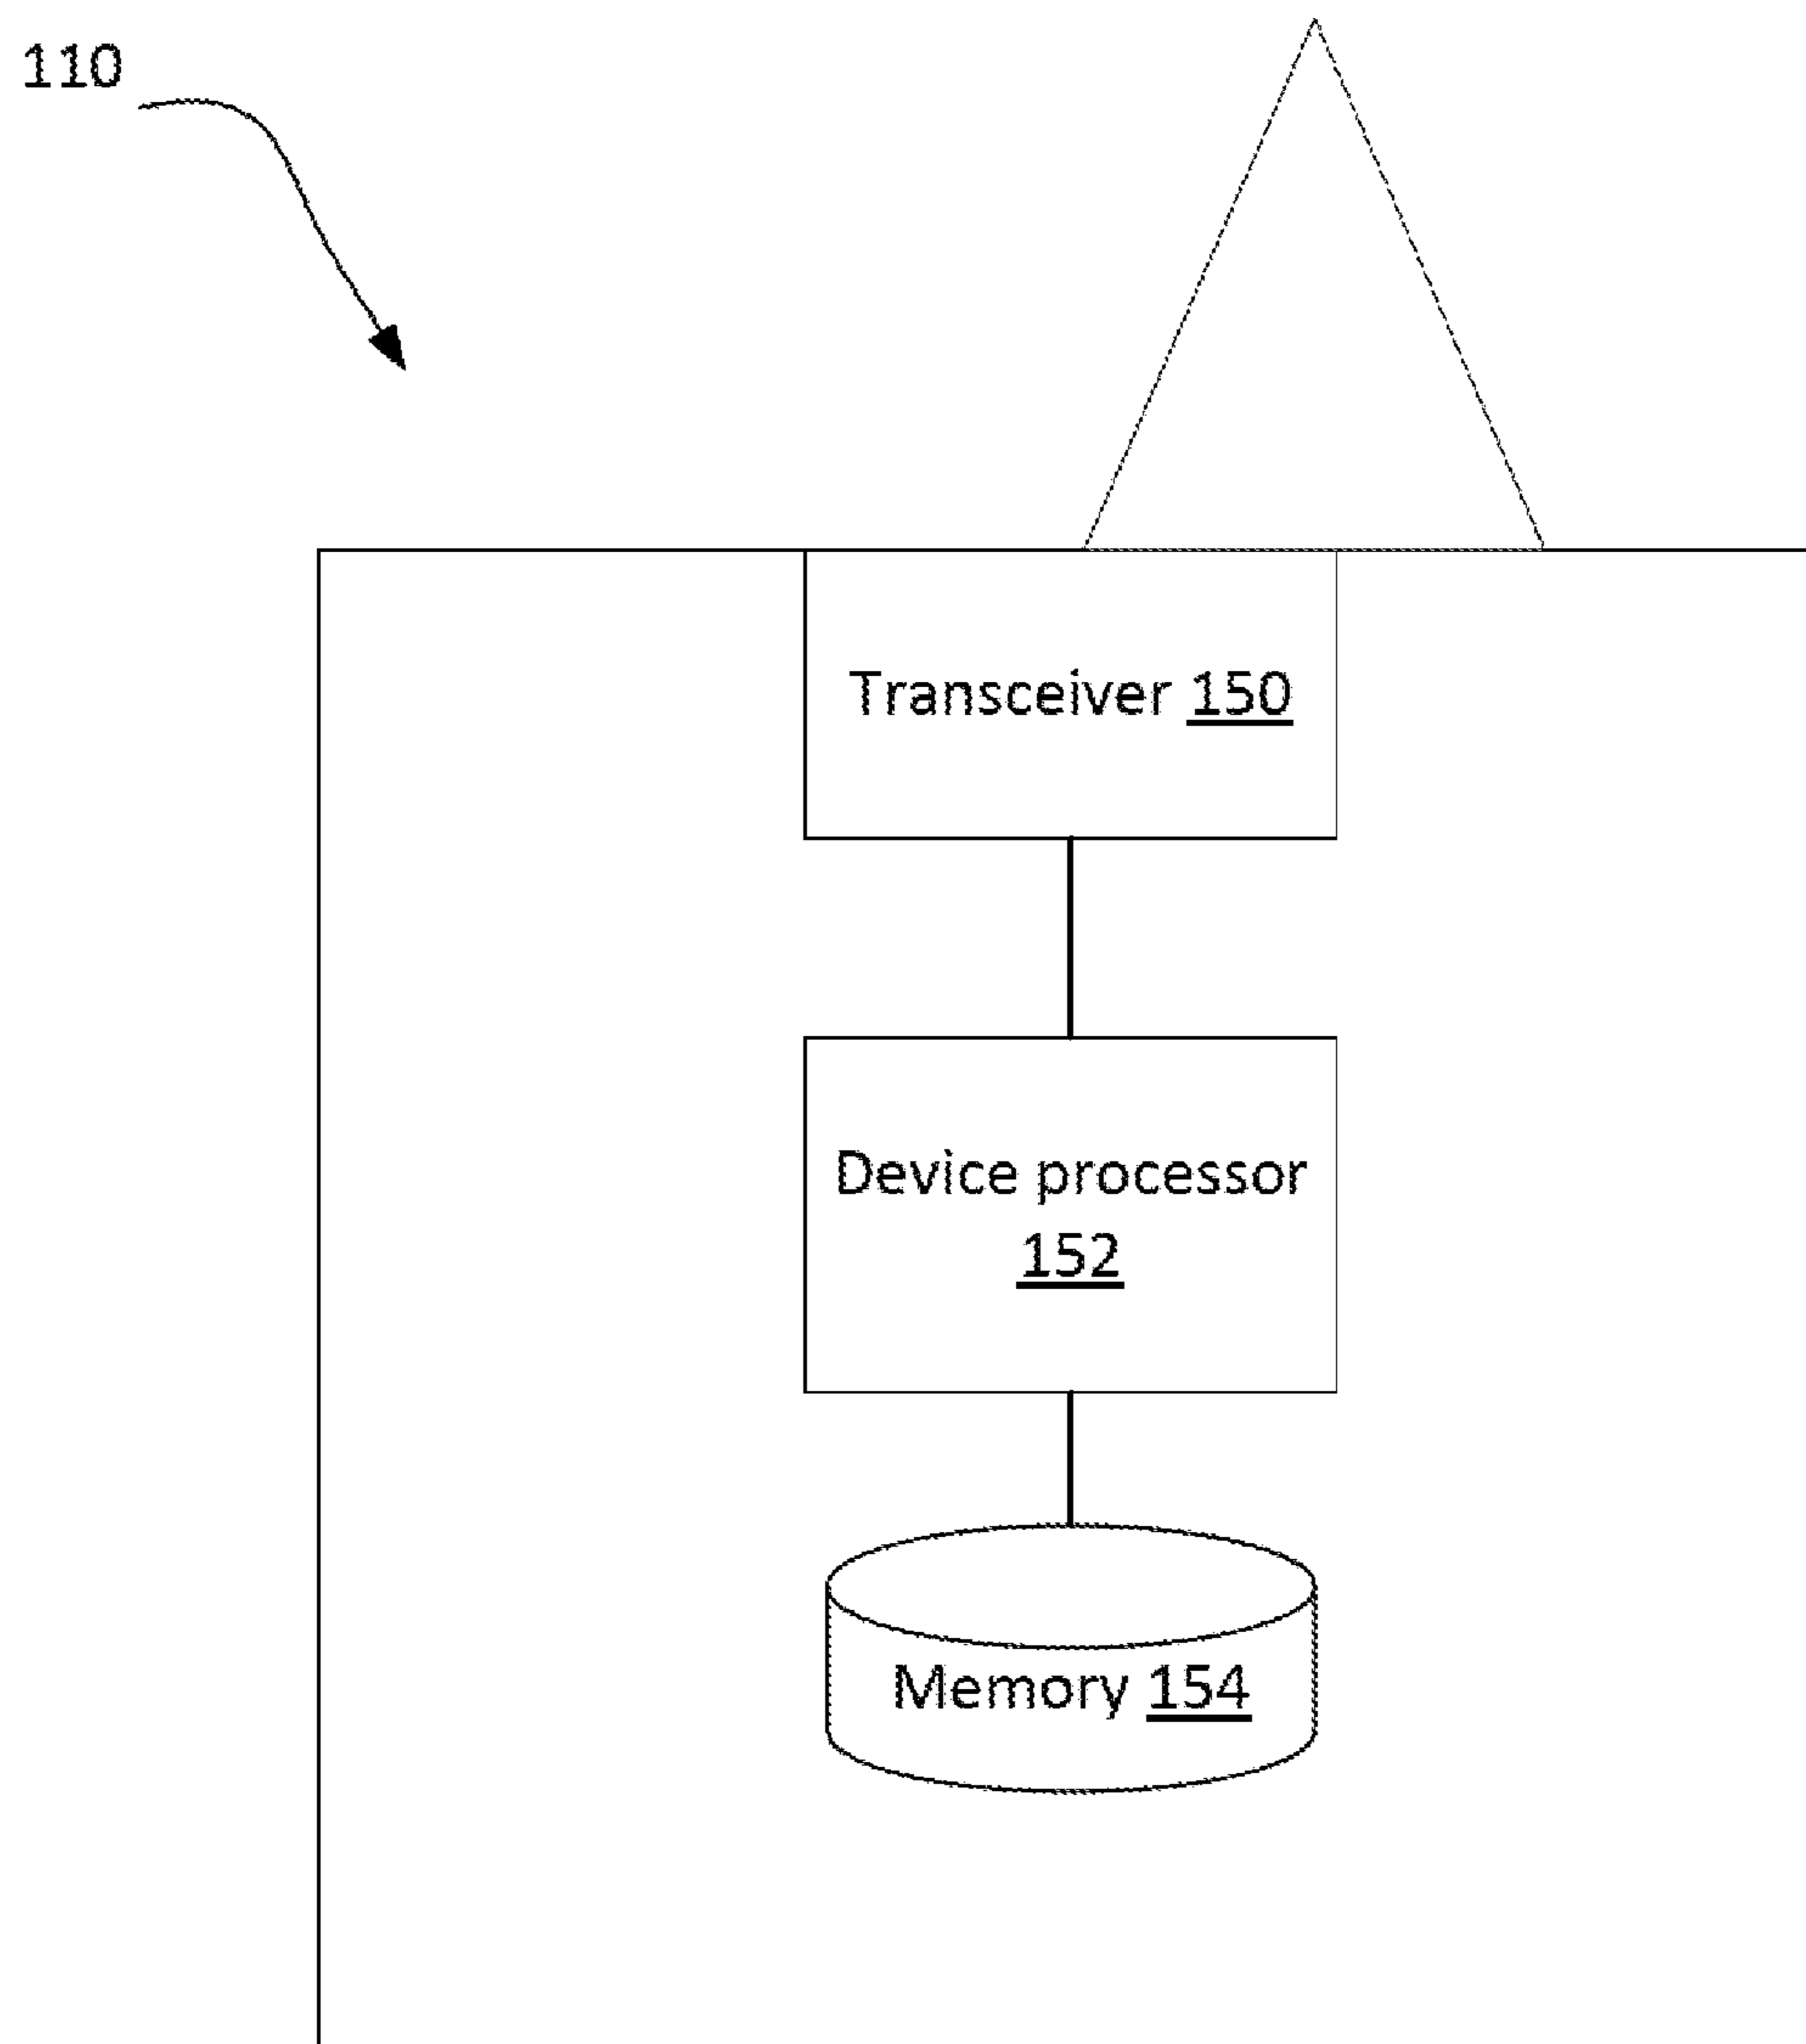 110
Transceiver 150
Device processor
152
Memory 154